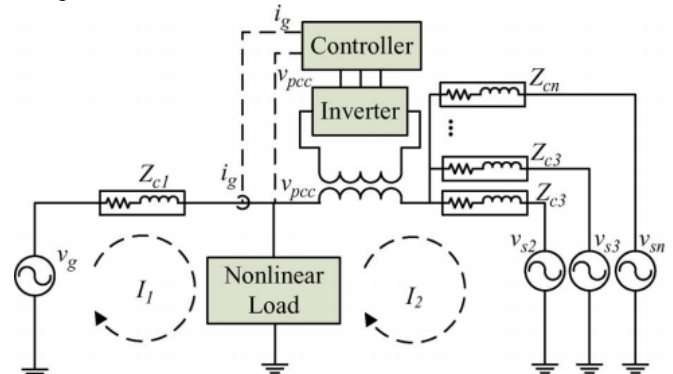 i_g
Controller
v_pcc
Inverter
Z_cn
Z_c1
i_g
v_pcc
Z_c3
Z_c3
v_g
I_1
Nonlinear
Load
I_2
v_s2
v_s3
v_sn